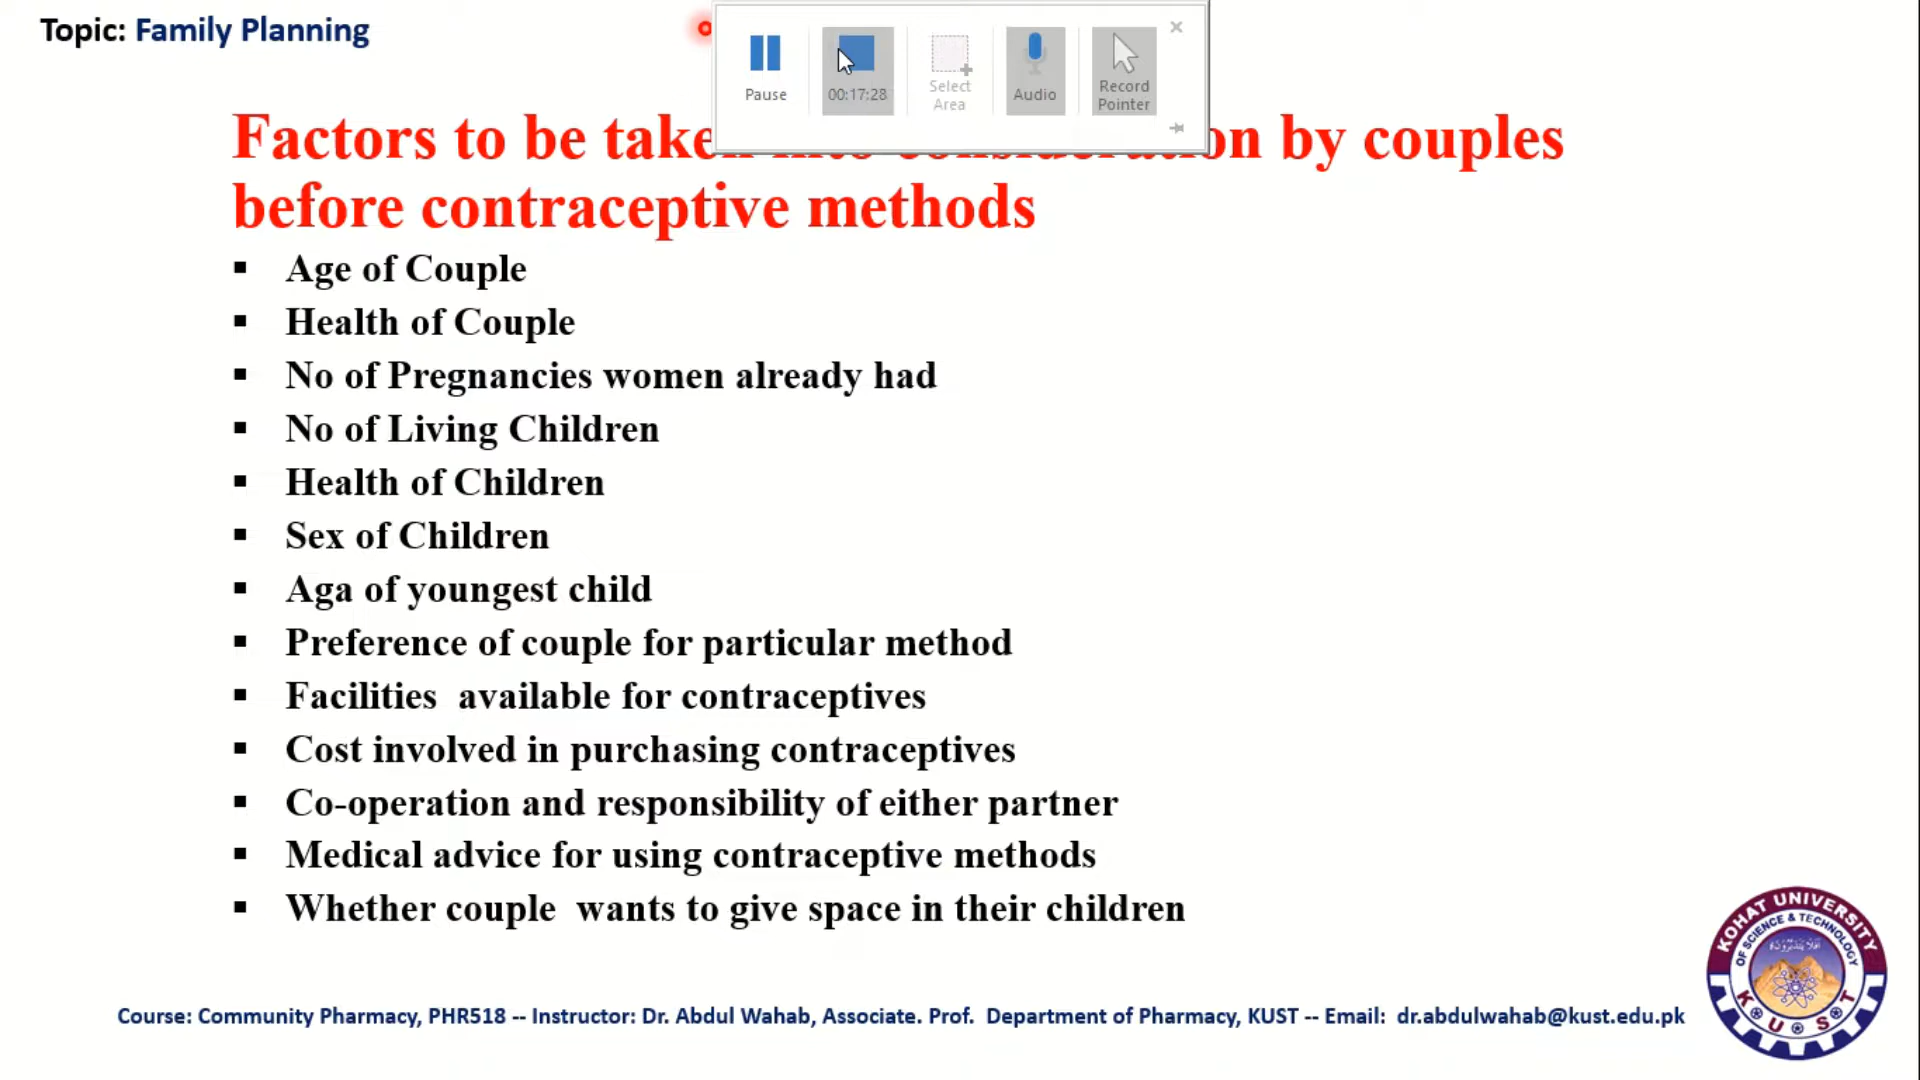 Topic: Family Planning
Pause
00:17:28
Select
Area
Audio
Record
Pointer
Factors to be taken into consideration by couples
before contraceptive methods
▪ Age of Couple
▪ Health of Couple
▪ No of Pregnancies women already had
▪ No of Living Children
▪ Health of Children
▪ Sex of Children
▪ Aga of youngest child
▪ Preference of couple for particular method
▪ Facilities available for contraceptives
▪ Cost involved in purchasing contraceptives
▪ Co-operation and responsibility of either partner
▪ Medical advice for using contraceptive methods
▪ Whether couple wants to give space in their children
KOHAT UNIVERSITY
OF SCIENCE & TECHNOLOGY
K U S T
Course: Community Pharmacy, PHR518 -- Instructor: Dr. Abdul Wahab, Associate. Prof. Department of Pharmacy, KUST -- Email: dr.abdulwahab@kust.edu.pk